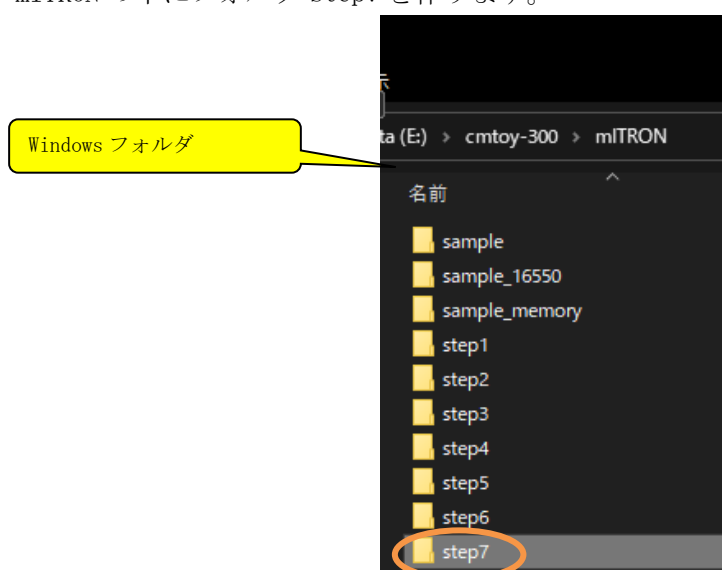 mITRON の下にフォルダ step7 を作ります。
示
ta (E:) > cmtoy-300 > mITRON
Windows フォルダ
名前
sample
sample_16550
sample_memory
step1
step2
step3
step4
step5
step6
step7